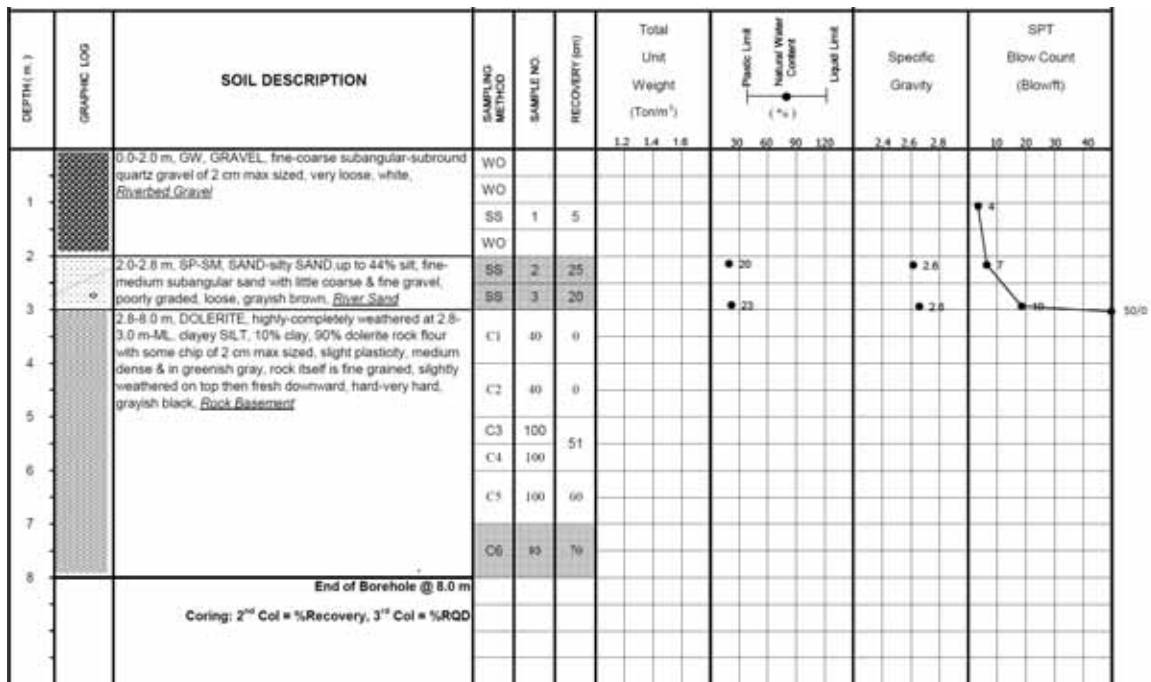 DEPTH (m.)
GRAPHIC LOG
SOIL DESCRIPTION
SAMPLING METHOD
SAMPLE NO.
RECOVERY (cm)
Total
Unit
Weight
(Ton/m³)
1.2 1.4 1.6
Plastic Limit
Natural Water Content
Liquid Limit
(%)
30 60 90 120
Specific
Gravity
2.4 2.6 2.8
SPT
Blow Count
(Blow/ft)
10 20 30 40
0.0-2.0 m, GW, GRAVEL, fine-coarse subangular-subround
quartz gravel of 2 cm max sized, very loose, white,
Riverbed Gravel
WO
WO
1
SS 1 5
4
WO
2
2.0-2.8 m, SP-SM, SAND-silty SAND,up to 44% silt, fine-
medium subangular sand with little coarse & fine gravel,
poorly graded, loose, grayish brown, River Sand
SS 2 25
20
2.6
7
SS 3 20
23
3
50/0
2.8-8.0 m, DOLERITE, highly-completely weathered at 2.8-
3.0 m-ML, clayey SILT, 10% clay, 90% dolerite rock flour
with some chip of 2 cm max sized, slight plasticity, medium
dense & in greenish gray, rock itself is fine grained, slightly
weathered on top then fresh downward, hard-very hard,
grayish black, Rock Basement
C1 40 0
4
C2 40 0
5
C3 100
51
C4 100
6
C5 100 60
7
C6 70
8
End of Borehole @ 8.0 m
Coring: 2nd Col = %Recovery, 3rd Col = %RQD